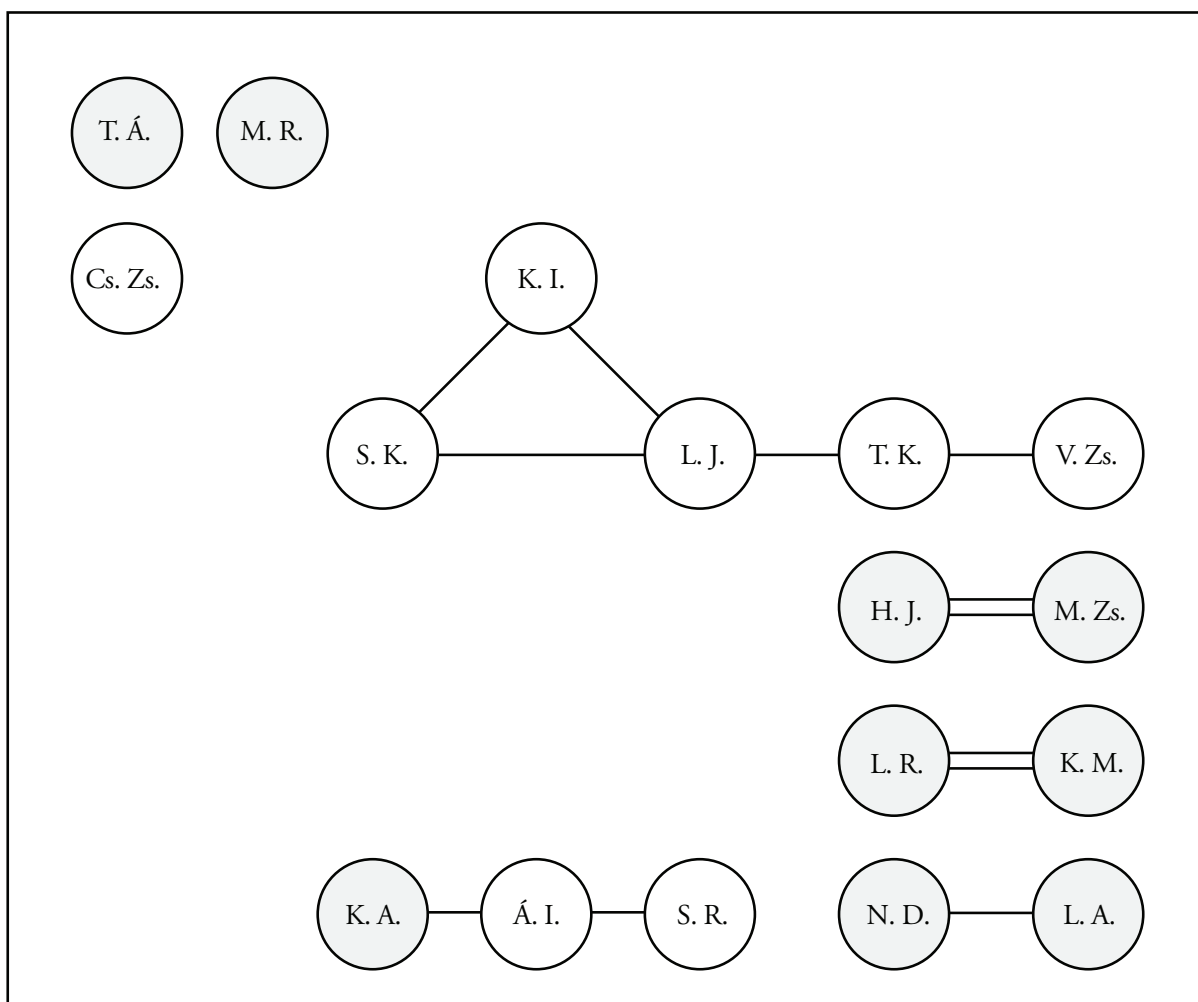 T. Á.
M. R.
Cs. Zs.
K. I.
S. K.
L. J.
T. K.
V. Zs.
H. J.
M. Zs.
L. R.
K. M.
K. A.
Á. I.
S. R.
N. D.
L. A.